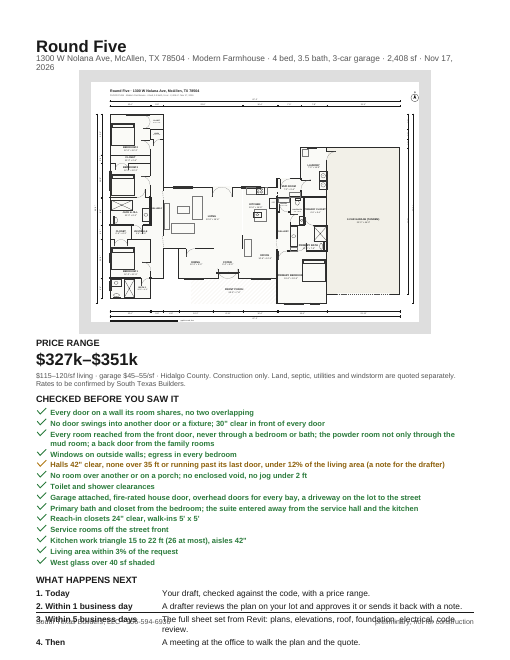 Round Five
1300 W Nolana Ave, McAllen, TX 78504 · Modern Farmhouse · 4 bed, 3.5 bath, 3-car garage · 2,408 sf · Nov 17,
2026
Round Five · 1300 W Nolana Ave, McAllen, TX 78504
PRICE RANGE
$327k–$351k
$115–120/sf living · garage $45–55/sf · Hidalgo County. Construction only. Land, septic, utilities and windstorm are quoted separately.
Rates to be confirmed by South Texas Builders.
CHECKED BEFORE YOU SAW IT
Every door on a wall its room shares, no two overlapping
No door swings into another door or a fixture; 30" clear in front of every door
Every room reached from the front door, never through a bedroom or bath; the powder room not only through the
mud room; a back door from the family rooms
Windows on outside walls; egress in every bedroom
Halls 42" clear, none over 35 ft or running past its last door, under 12% of the living area (a note for the drafter)
No room over another or on a porch; no enclosed void, no jog under 2 ft
Toilet and shower clearances
Garage attached, fire-rated house door, overhead doors for every bay, a driveway on the lot to the street
Primary bath and closet from the bedroom; the suite entered away from the service hall and the kitchen
Reach-in closets 24" clear, walk-ins 5' x 5'
Service rooms off the street front
Kitchen work triangle 15 to 22 ft (26 at most), aisles 42"
Living area within 3% of the request
West glass over 40 sf shaded
WHAT HAPPENS NEXT
1. Today Your draft, checked against the code, with a price range.
2. Within 1 business day A drafter reviews the plan on your lot and approves it or sends it back with a note.
3. Within 5 business days The full sheet set from Revit: plans, elevations, roof, foundation, electrical, code
review.
4. Then A meeting at the office to walk the plan and the quote.